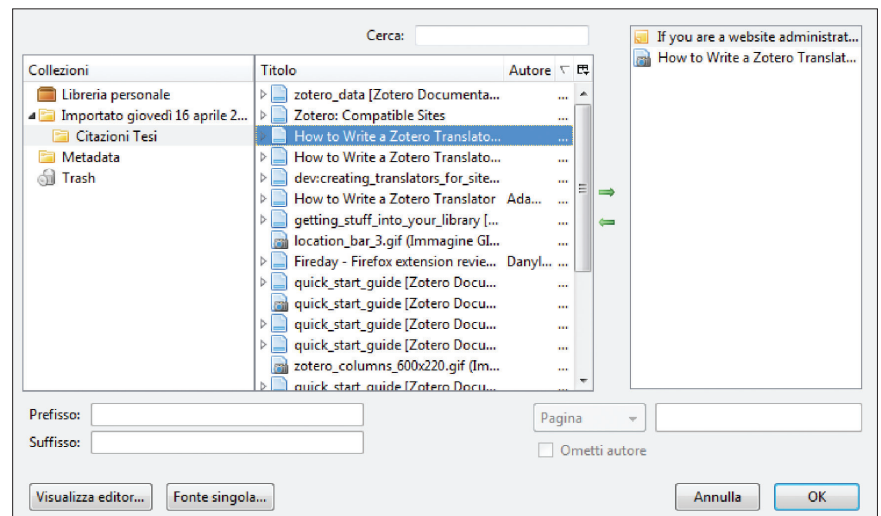 Cerca:
If you are a website administrat...
How to Write a Zotero Translat...
Collezioni
Libreria personale
Importato giovedì 16 aprile 2...
Citazioni Tesi
Metadata
Trash
Titolo Autore
zotero_data [Zotero Documenta... ...
Zotero: Compatible Sites ...
How to Write a Zotero Translato... ...
How to Write a Zotero Translato... ...
dev:creating_translators_for_site... ...
How to Write a Zotero Translator Ada... ...
getting_stuff_into_your_library [... ...
location_bar_3.gif (Immagine GI... ...
Fireday - Firefox extension revie... Danyl... ...
quick_start_guide [Zotero Docu... ...
quick_start_guide [Zotero Docu... ...
quick_start_guide [Zotero Docu... ...
quick_start_guide [Zotero Docu... ...
zotero_columns_600x220.gif (Im... ...
quick_start_guide [Zotero Docu... ...
Prefisso:
Suffisso:
Pagina
Ometti autore
Visualizza editor... Fonte singola... Annulla OK